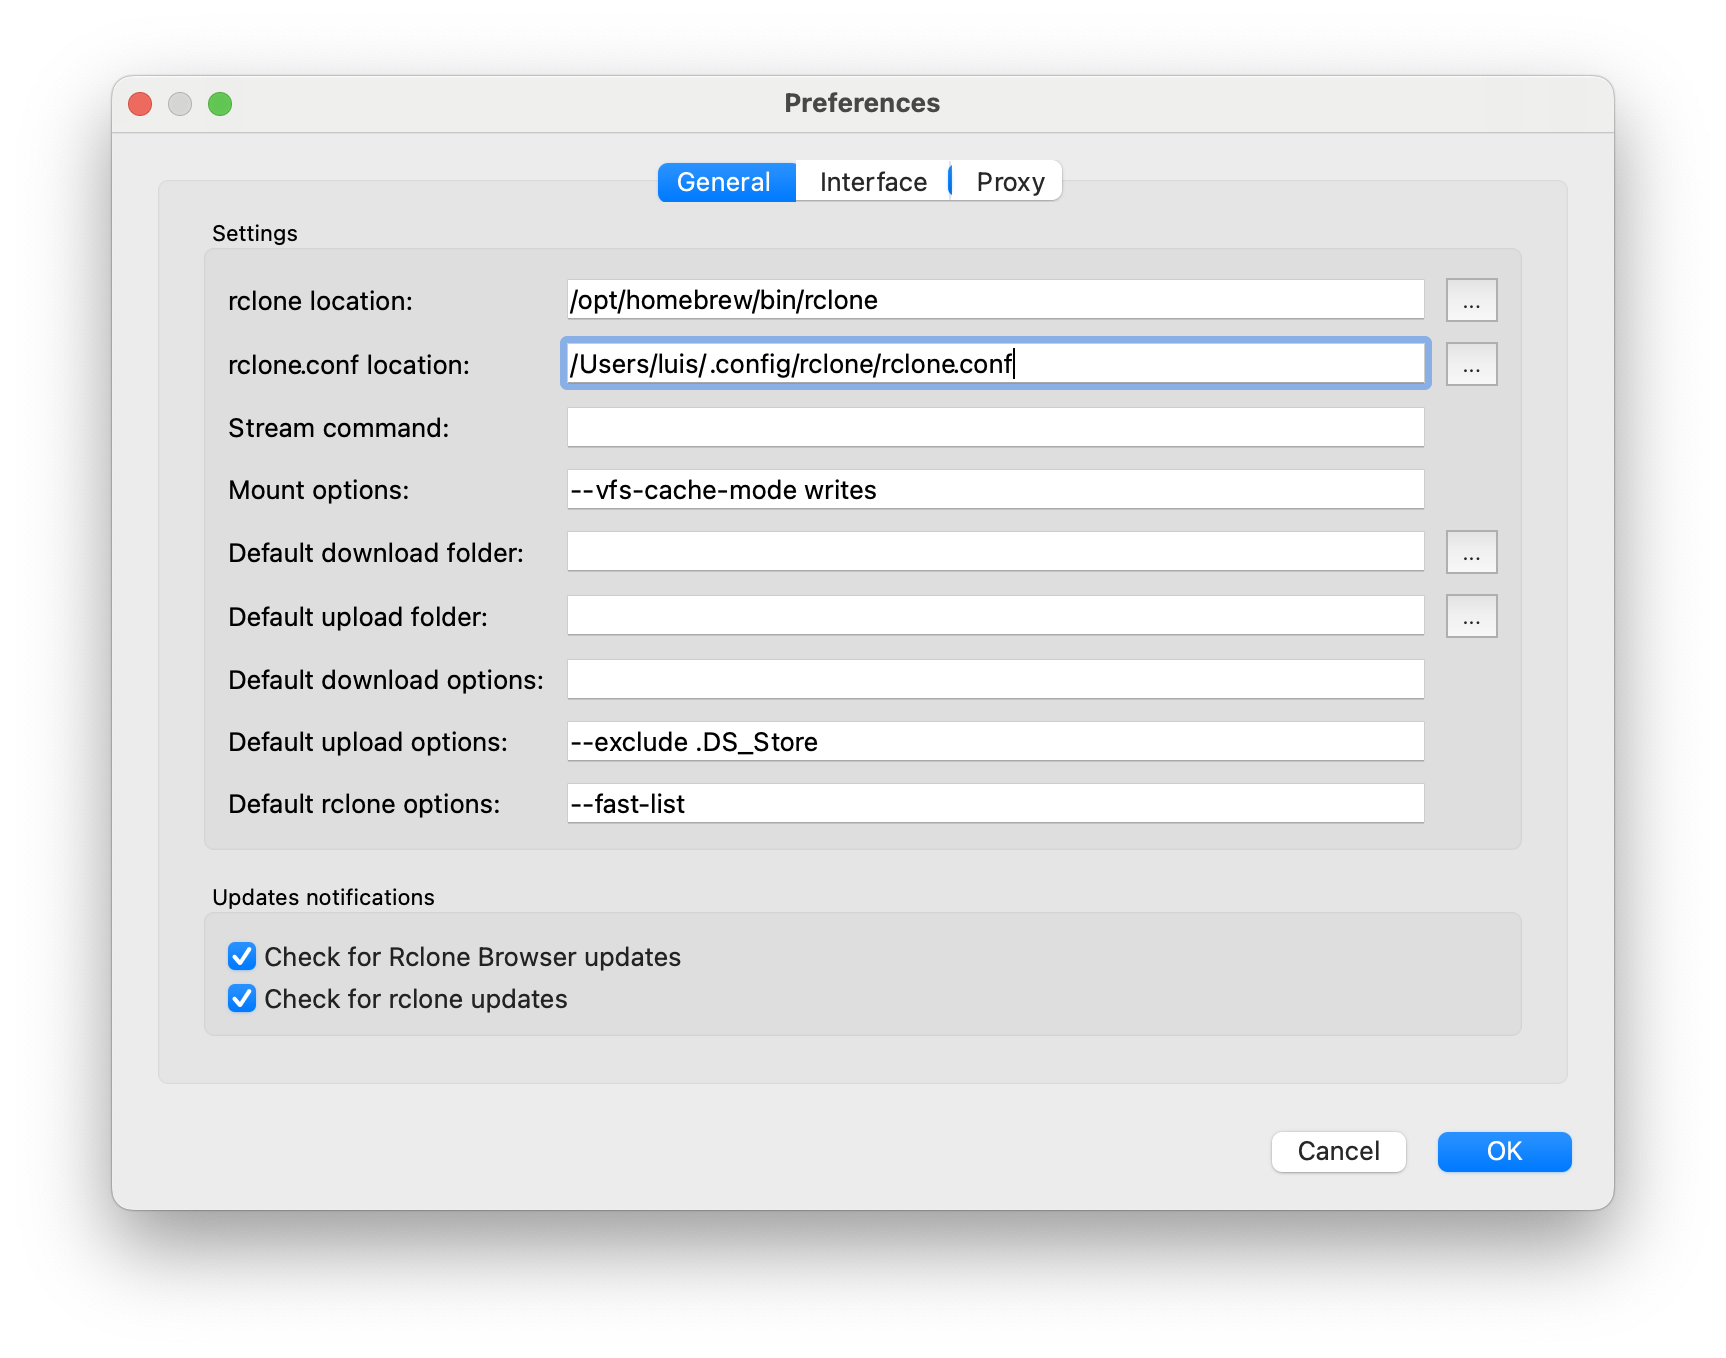 Preferences
General Interface Proxy
Settings
rclone location: /opt/homebrew/bin/rclone ...
rclone.conf location: /Users/luis/.config/rclone/rclone.conf ...
Stream command:
Mount options: --vfs-cache-mode writes
Default download folder: ...
Default upload folder: ...
Default download options:
Default upload options: --exclude .DS_Store
Default rclone options: --fast-list
Updates notifications
Check for Rclone Browser updates
Check for rclone updates
Cancel OK